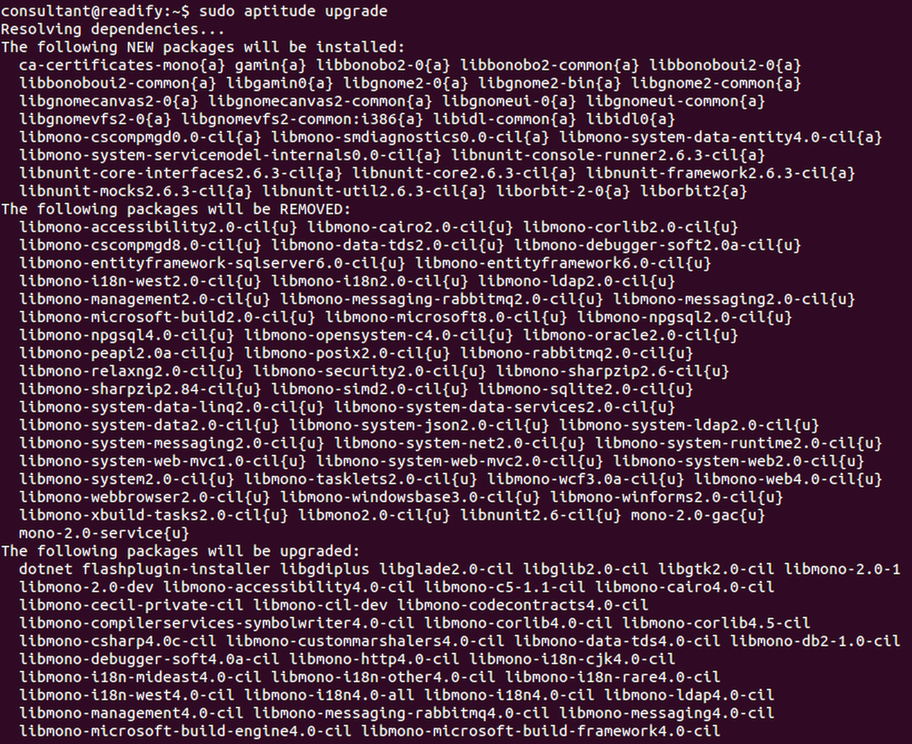 consultant@readify:~$ sudo aptitude upgrade
Resolving dependencies...
The following NEW packages will be installed:
ca-certificates-mono{a} gamin{a} libbonobo2-0{a} libbonobo2-common{a} libbonoboui2-0{a}
libbonoboui2-common{a} libgamin0{a} libgnome2-0{a} libgnome2-bin{a} libgnome2-common{a}
libgnomecanvas2-0{a} libgnomecanvas2-common{a} libgnomeui-0{a} libgnomeui-common{a}
libgnomevfs2-0{a} libgnomevfs2-common:i386{a} libidl-common{a} libidl0{a}
libmono-cscompmgd0.0-cil{a} libmono-smdiagnostics0.0-cil{a} libmono-system-data-entity4.0-cil{a}
libmono-system-servicemodel-internals0.0-cil{a} libnunit-console-runner2.6.3-cil{a}
libnunit-core-interfaces2.6.3-cil{a} libnunit-core2.6.3-cil{a} libnunit-framework2.6.3-cil{a}
libnunit-mocks2.6.3-cil{a} libnunit-util2.6.3-cil{a} liborbit-2-0{a} liborbit2{a}
The following packages will be REMOVED:
libmono-accessibility2.0-cil{u} libmono-cairo2.0-cil{u} libmono-corlib2.0-cil{u}
libmono-cscompmgd8.0-cil{u} libmono-data-tds2.0-cil{u} libmono-debugger-soft2.0a-cil{u}
libmono-entityframework-sqlserver6.0-cil{u} libmono-entityframework6.0-cil{u}
libmono-i18n-west2.0-cil{u} libmono-i18n2.0-cil{u} libmono-ldap2.0-cil{u}
libmono-management2.0-cil{u} libmono-messaging-rabbitmq2.0-cil{u} libmono-messaging2.0-cil{u}
libmono-microsoft-build2.0-cil{u} libmono-microsoft8.0-cil{u} libmono-npgsql2.0-cil{u}
libmono-npgsql4.0-cil{u} libmono-opensystem-c4.0-cil{u} libmono-oracle2.0-cil{u}
libmono-peapi2.0a-cil{u} libmono-posix2.0-cil{u} libmono-rabbitmq2.0-cil{u}
libmono-relaxng2.0-cil{u} libmono-security2.0-cil{u} libmono-sharpzip2.6-cil{u}
libmono-sharpzip2.84-cil{u} libmono-simd2.0-cil{u} libmono-sqlite2.0-cil{u}
libmono-system-data-linq2.0-cil{u} libmono-system-data-services2.0-cil{u}
libmono-system-data2.0-cil{u} libmono-system-json2.0-cil{u} libmono-system-ldap2.0-cil{u}
libmono-system-messaging2.0-cil{u} libmono-system-net2.0-cil{u} libmono-system-runtime2.0-cil{u}
libmono-system-web-mvc1.0-cil{u} libmono-system-web-mvc2.0-cil{u} libmono-system-web2.0-cil{u}
libmono-system2.0-cil{u} libmono-tasklets2.0-cil{u} libmono-wcf3.0a-cil{u} libmono-web4.0-cil{u}
libmono-webbrowser2.0-cil{u} libmono-windowsbase3.0-cil{u} libmono-winforms2.0-cil{u}
libmono-xbuild-tasks2.0-cil{u} libmono2.0-cil{u} libnunit2.6-cil{u} mono-2.0-gac{u}
mono-2.0-service{u}
The following packages will be upgraded:
dotnet flashplugin-installer libgdiplus libglade2.0-cil libglib2.0-cil libgtk2.0-cil libmono-2.0-1
libmono-2.0-dev libmono-accessibility4.0-cil libmono-c5-1.1-cil libmono-cairo4.0-cil
libmono-cecil-private-cil libmono-cil-dev libmono-codecontracts4.0-cil
libmono-compilerservices-symbolwriter4.0-cil libmono-corlib4.0-cil libmono-corlib4.5-cil
libmono-csharp4.0c-cil libmono-custommarshalers4.0-cil libmono-data-tds4.0-cil libmono-db2-1.0-cil
libmono-debugger-soft4.0a-cil libmono-http4.0-cil libmono-i18n-cjk4.0-cil
libmono-i18n-mideast4.0-cil libmono-i18n-other4.0-cil libmono-i18n-rare4.0-cil
libmono-i18n-west4.0-cil libmono-i18n4.0-all libmono-i18n4.0-cil libmono-ldap4.0-cil
libmono-management4.0-cil libmono-messaging-rabbitmq4.0-cil libmono-messaging4.0-cil
libmono-microsoft-build-engine4.0-cil libmono-microsoft-build-framework4.0-cil